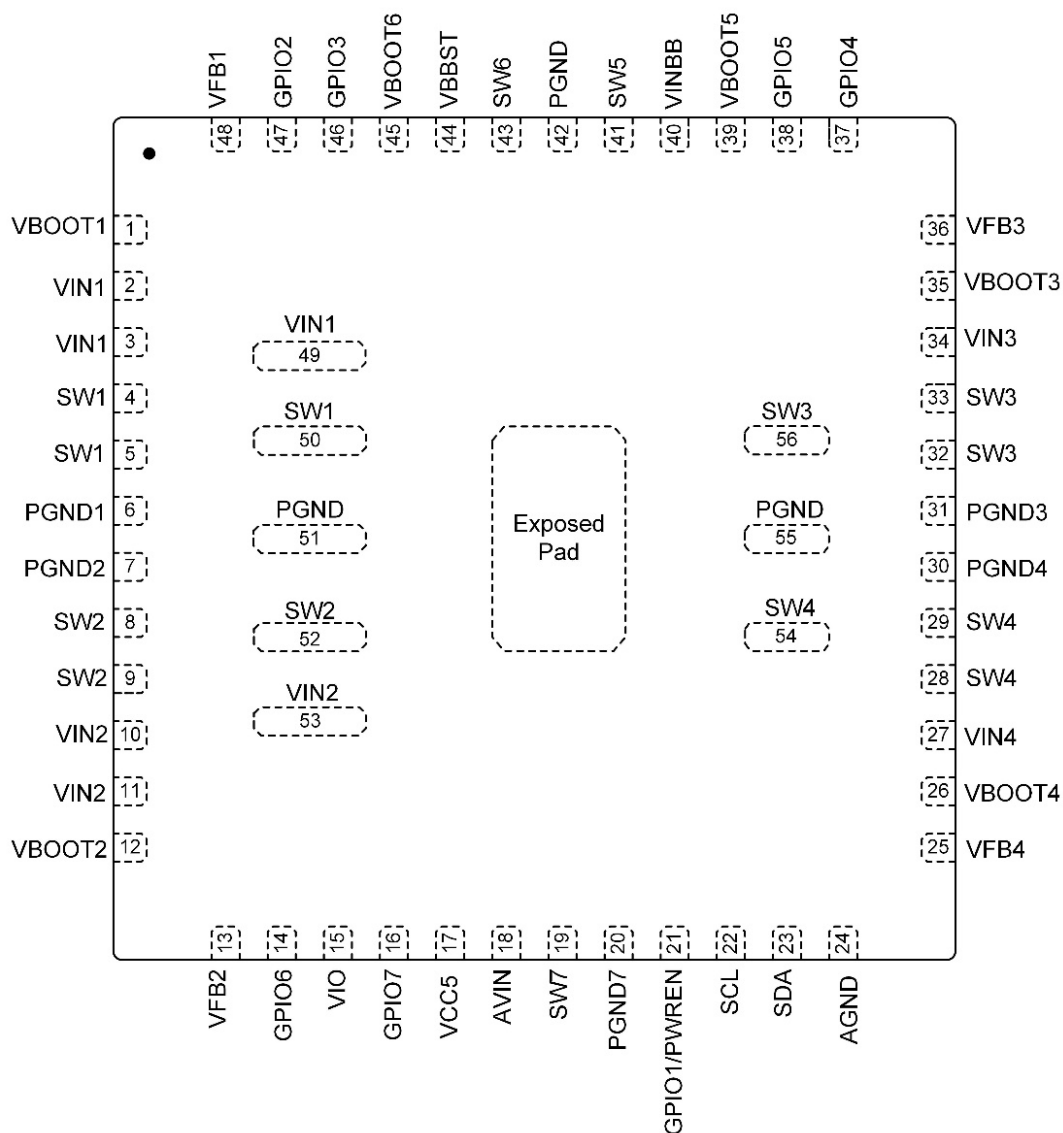 VFB1
GPIO2
GPIO3
VBOOT6
VBBST
SW6
PGND
SW5
VINBB
VBOOT5
GPIO5
GPIO4
48
47
46
45
44
43
42
41
40
39
38
37
VBOOT1 1
VIN1 2
VIN1 3
SW1 4
SW1 5
PGND1 6
PGND2 7
SW2 8
SW2 9
VIN2 10
VIN2 11
VBOOT2 12
VIN1
49
SW1
50
PGND
51
SW2
52
VIN2
53
Exposed
Pad
SW3
56
PGND
55
SW4
54
36 VFB3
35 VBOOT3
34 VIN3
33 SW3
32 SW3
31 PGND3
30 PGND4
29 SW4
28 SW4
27 VIN4
26 VBOOT4
25 VFB4
13
14
15
16
17
18
19
20
21
22
23
24
VFB2
GPIO6
VIO
GPIO7
VCC5
AVIN
SW7
PGND7
GPIO1/PWREN
SCL
SDA
AGND